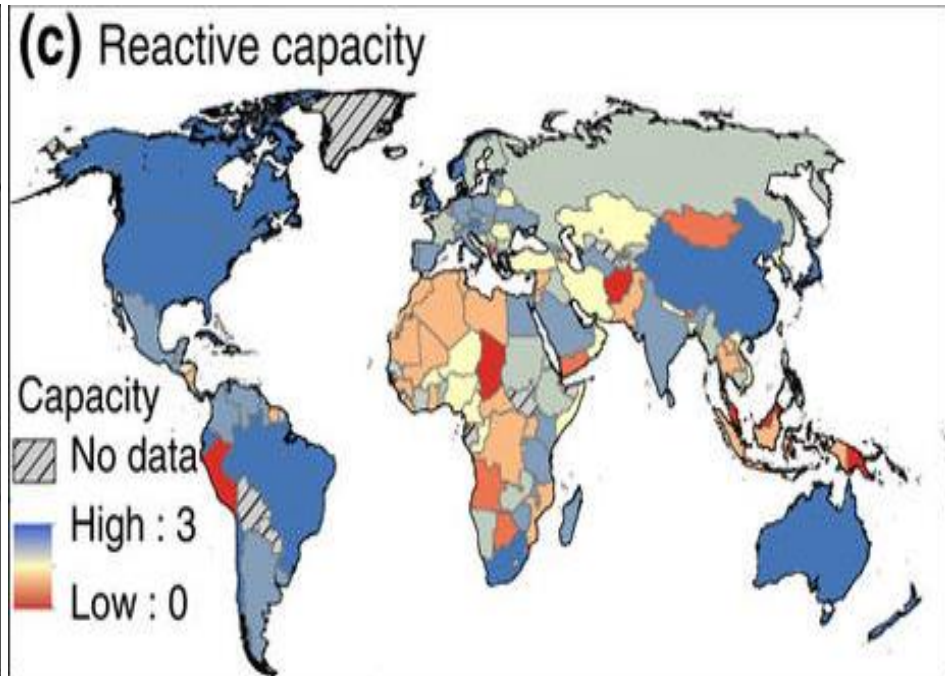 (c) Reactive capacity
Capacity
No data
High : 3
Low : 0